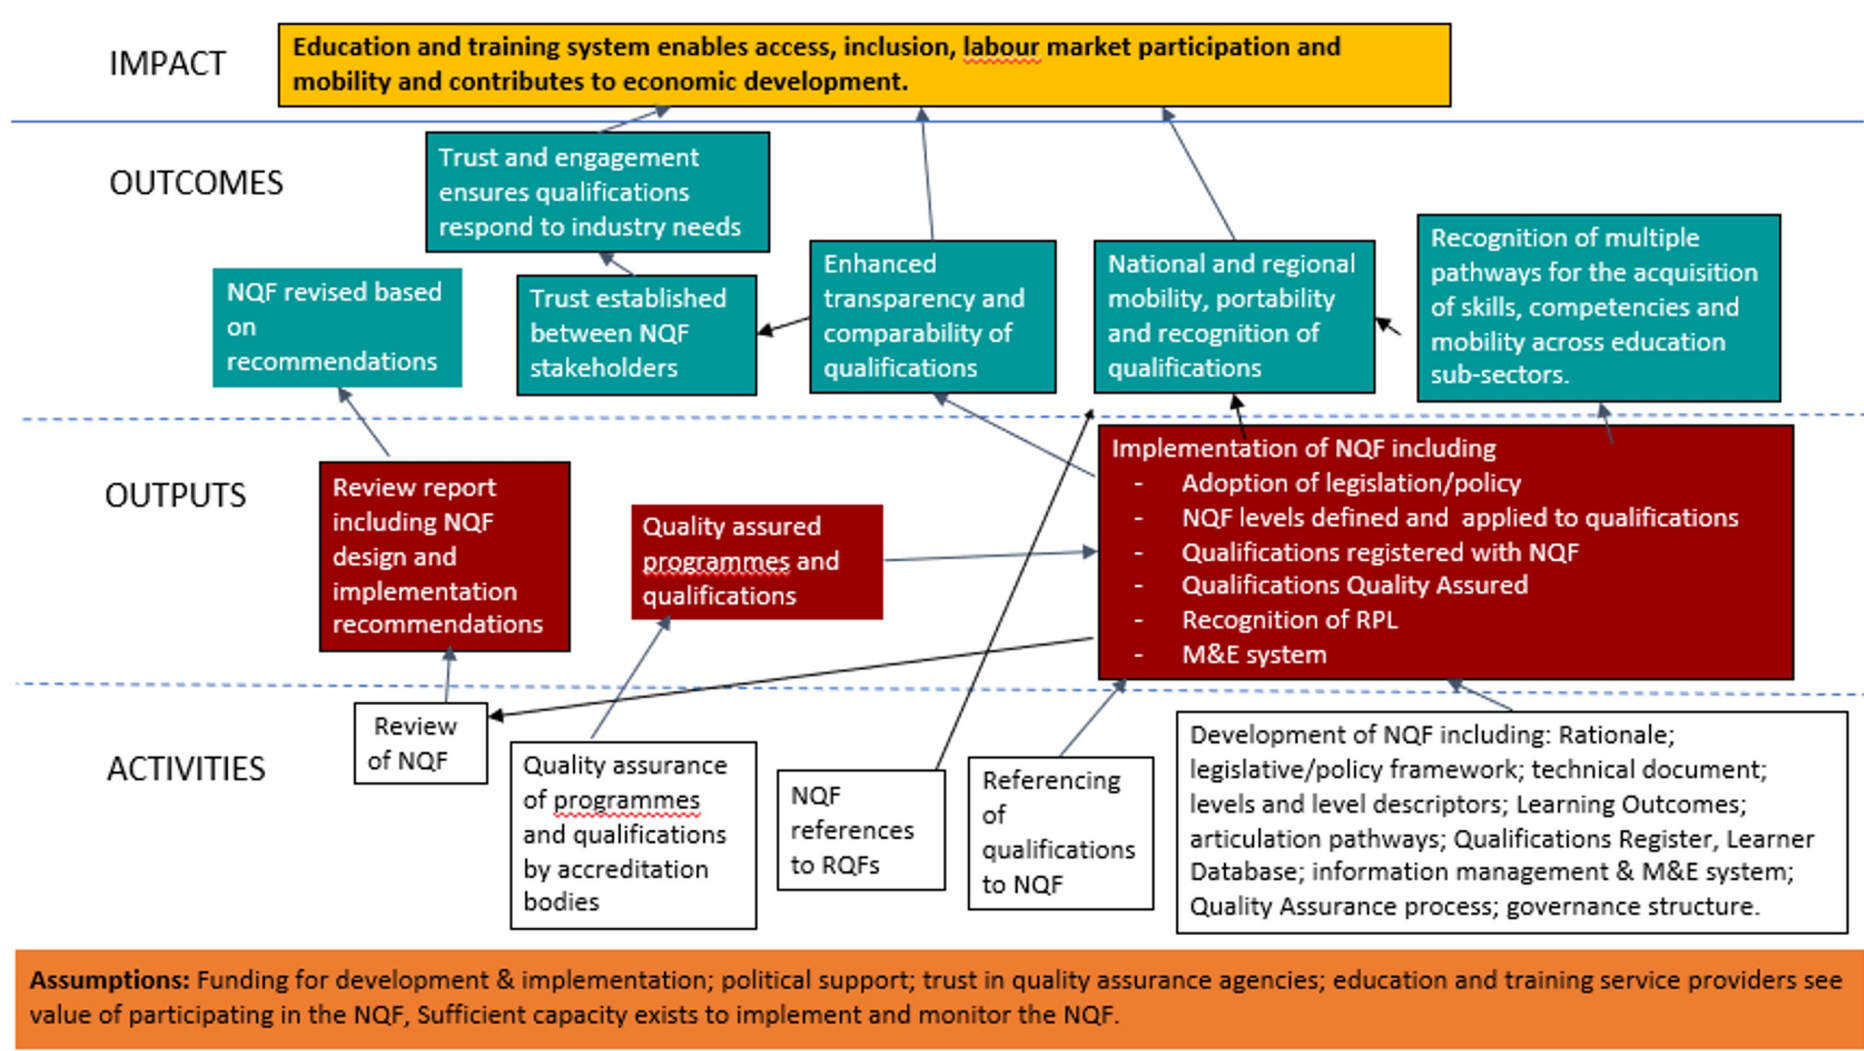 IMPACT
Education and training system enables access, inclusion, labour market participation and
mobility and contributes to economic development.
OUTCOMES
Trust and engagement
ensures qualifications
respond to industry needs
NQF revised based
on
recommendations
Trust established
between NQF
stakeholders
Enhanced
transparency and
comparability of
qualifications
National and regional
mobility, portability
and recognition of
qualifications
Recognition of multiple
pathways for the acquisition
of skills, competencies and
mobility across education
sub-sectors.
OUTPUTS
Review report
including NQF
design and
implementation
recommendations
Quality assured
programmes and
qualifications
Implementation of NQF including
- Adoption of legislation/policy
- NQF levels defined and applied to qualifications
- Qualifications registered with NQF
- Qualifications Quality Assured
- Recognition of RPL
- M&E system
ACTIVITIES
Review
of NQF
Quality assurance
of programmes
and qualifications
by accreditation
bodies
NQF
references
to RQFs
Referencing
of
qualifications
to NQF
Development of NQF including: Rationale;
legislative/policy framework; technical document;
levels and level descriptors; Learning Outcomes;
articulation pathways; Qualifications Register, Learner
Database; information management & M&E system;
Quality Assurance process; governance structure.
Assumptions: Funding for development & implementation; political support; trust in quality assurance agencies; education and training service providers see
value of participating in the NQF, Sufficient capacity exists to implement and monitor the NQF.